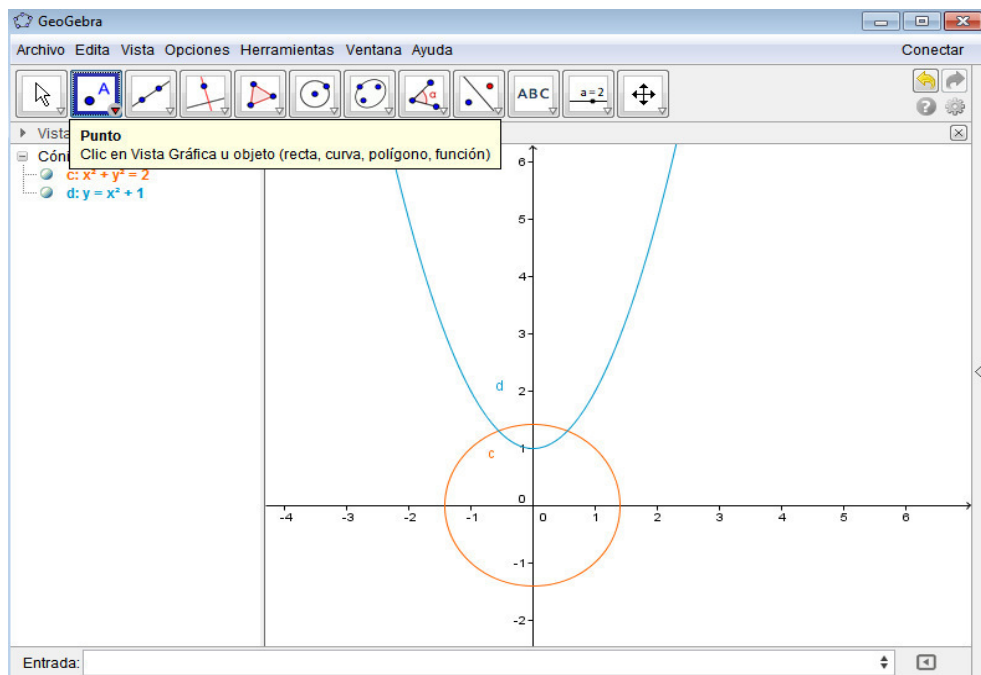 GeoGebra
Archivo Edita Vista Opciones Herramientas Ventana Ayuda Conectar
A
α
ABC
a=2
Vista
Punto
Clic en Vista Gráfica u objeto (recta, curva, polígono, función)
Cóni
c: x² + y² = 2
d: y = x² + 1
6
5
4
3
d
2
1
c
0
-4 -3 -2 -1 0 1 2 3 4 5 6
-1
-2
Entrada: